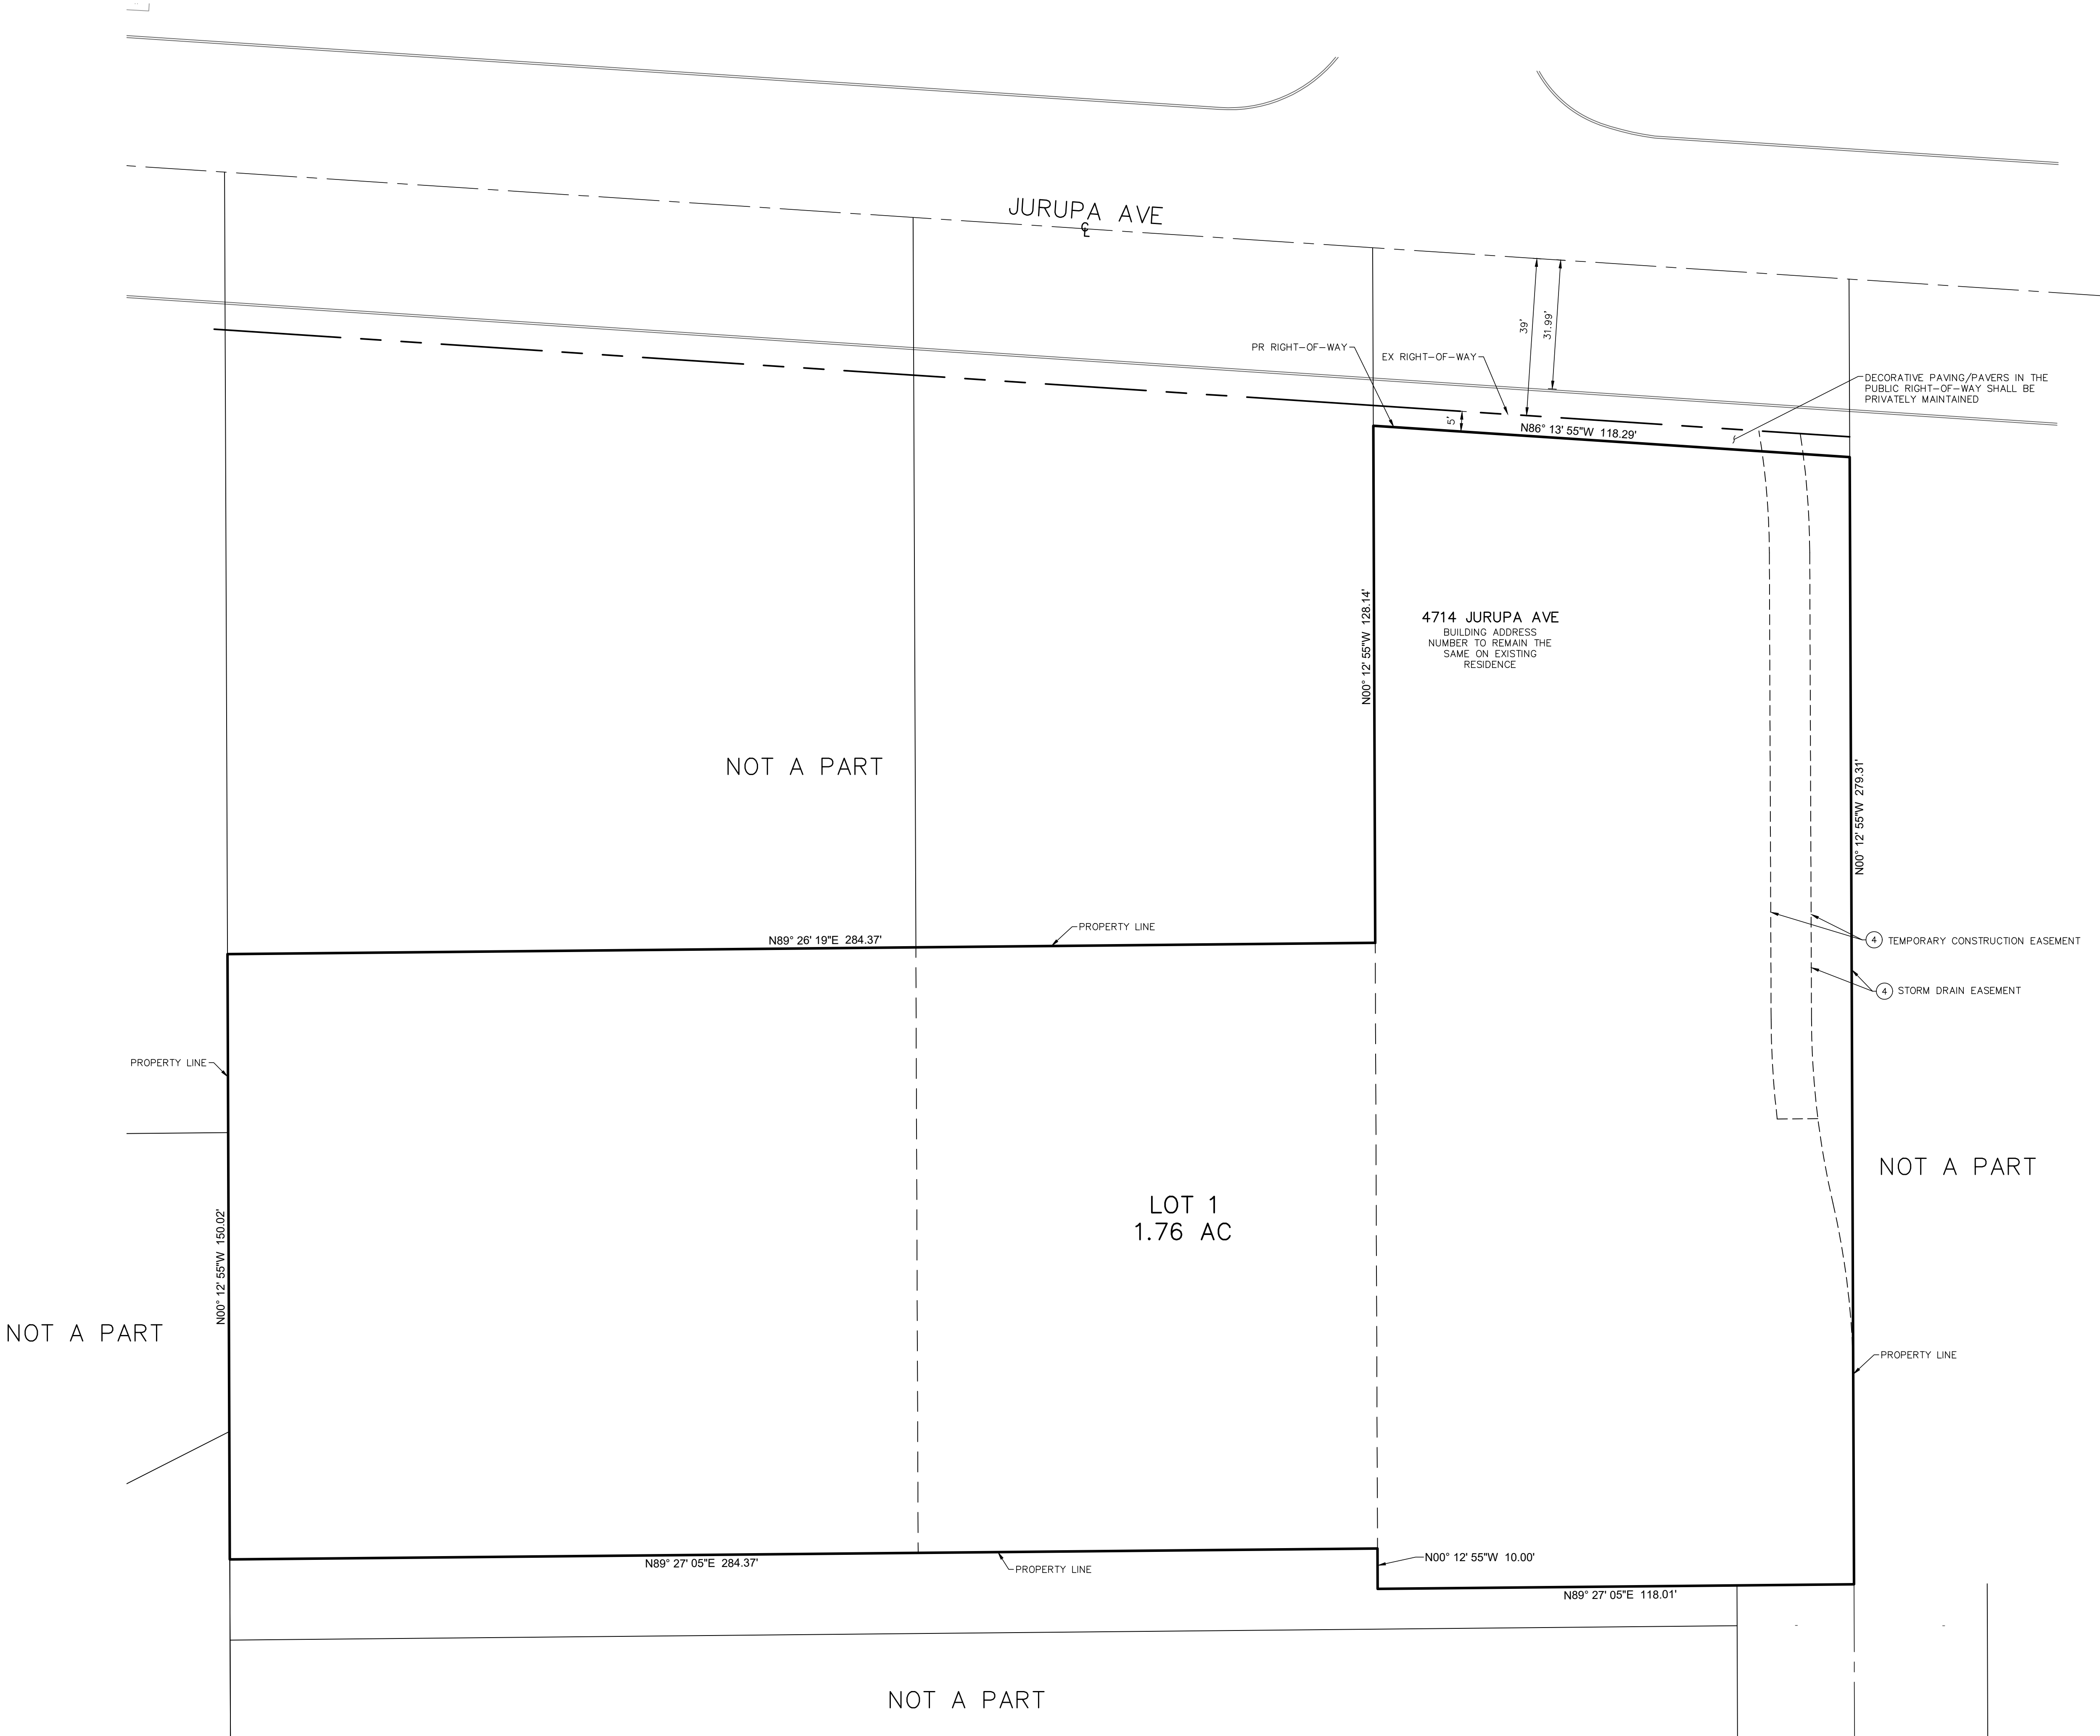 JURUPA AVE
℄
39'
31.99'
PR RIGHT-OF-WAY
EX RIGHT-OF-WAY
DECORATIVE PAVING/PAVERS IN THE
PUBLIC RIGHT-OF-WAY SHALL BE
PRIVATELY MAINTAINED
5'
N86° 13' 55"W 118.29'
N00° 12' 55"W 128.14'
4714 JURUPA AVE
BUILDING ADDRESS
NUMBER TO REMAIN THE
SAME ON EXISTING
RESIDENCE
NOT A PART
N00° 12' 55"W 279.31'
N89° 26' 19"E 284.37'
PROPERTY LINE
4 TEMPORARY CONSTRUCTION EASEMENT
4 STORM DRAIN EASEMENT
PROPERTY LINE
NOT A PART
LOT 1
1.76 AC
N00° 12' 55"W 150.02'
NOT A PART
PROPERTY LINE
N89° 27' 05"E 284.37'
PROPERTY LINE
N00° 12' 55"W 10.00'
N89° 27' 05"E 118.01'
NOT A PART